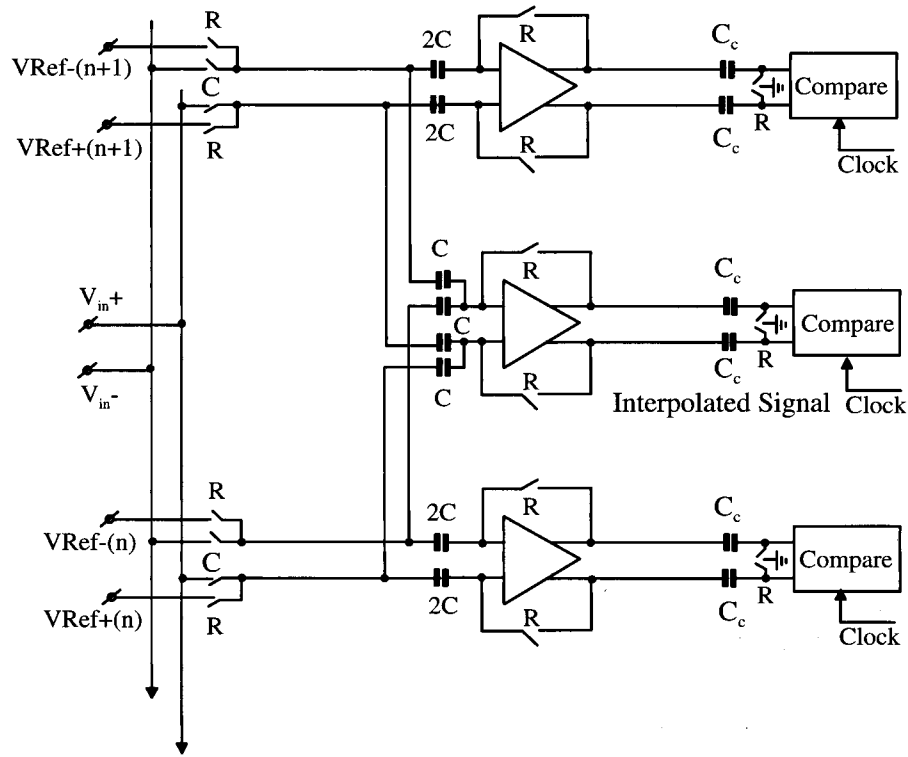 R
VRef-(n+1)
C
VRef+(n+1)
R
2C
2C
R
R
C_c
C_c
R
Compare
Clock
V_in+
V_in-
C
C
C
R
R
C_c
C_c
R
Compare
Interpolated Signal
Clock
R
VRef-(n)
C
VRef+(n)
R
2C
2C
R
R
C_c
C_c
R
Compare
Clock